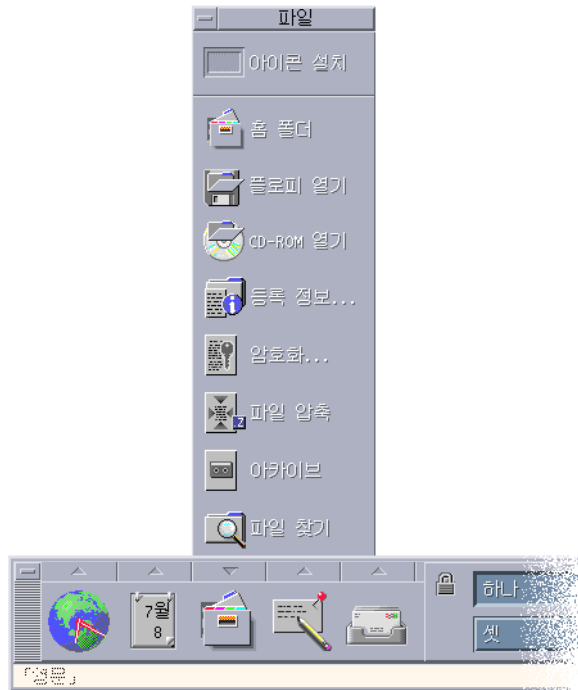 파일
아이콘 설치
홈 폴더
플로피 열기
CD-ROM 열기
등록 정보...
암호화...
파일 압축
아카이브
파일 찾기
7월
8
하나
셋
「영문」